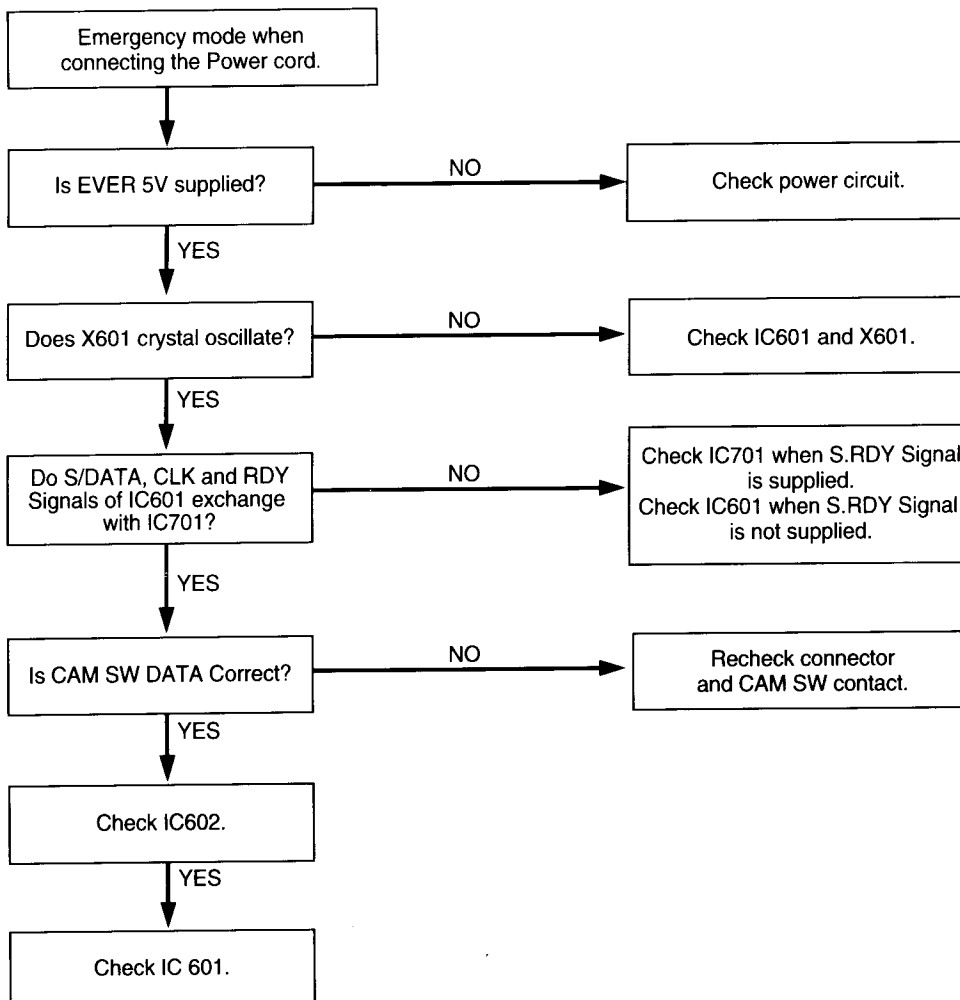 Emergency mode when
connecting the Power cord.
Is EVER 5V supplied?
NO
Check power circuit.
YES
Does X601 crystal oscillate?
NO
Check IC601 and X601.
YES
Do S/DATA, CLK and RDY
Signals of IC601 exchange
with IC701?
NO
Check IC701 when S.RDY Signal
is supplied.
Check IC601 when S.RDY Signal
is not supplied.
YES
Is CAM SW DATA Correct?
NO
Recheck connector
and CAM SW contact.
YES
Check IC602.
YES
Check IC 601.